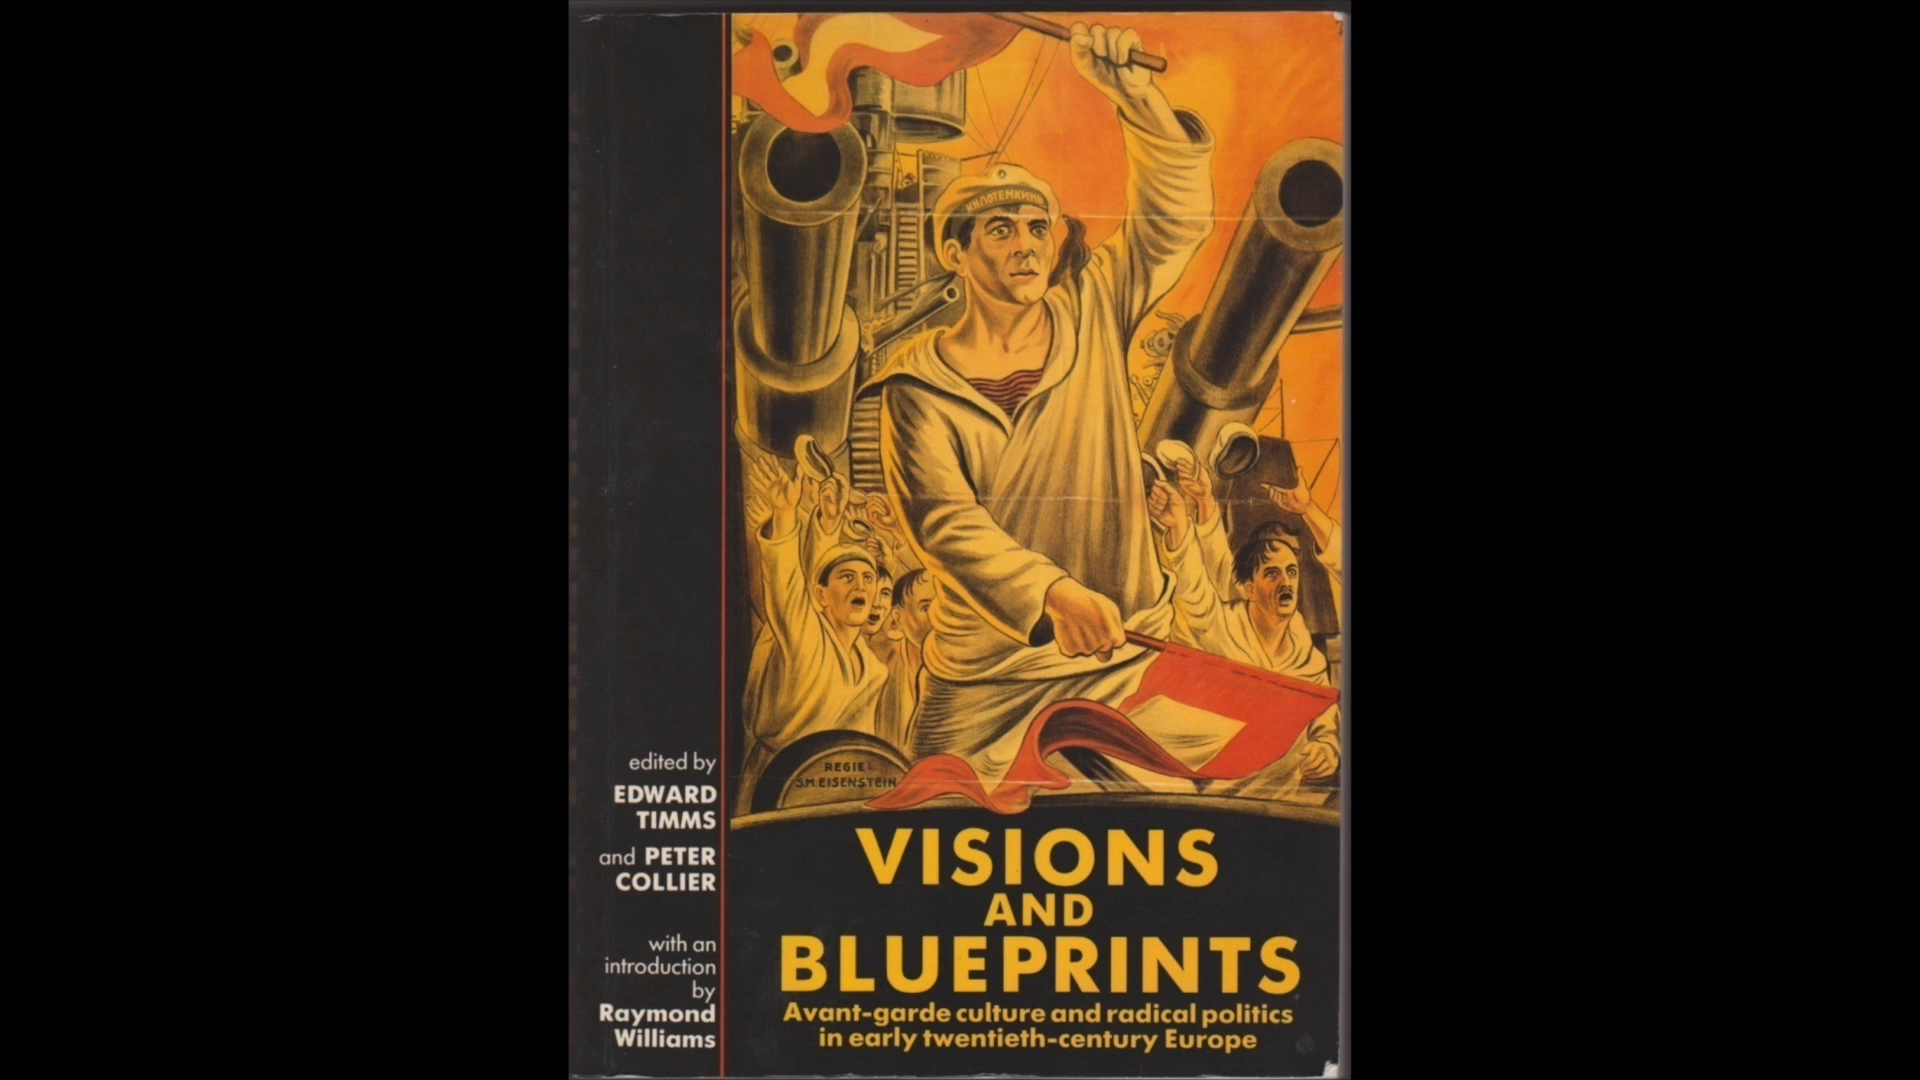 КНЯПОТЕМКИНЪ
REGIE:
S.M.EISENSTEIN
edited by
EDWARD
TIMMS
and PETER
COLLIER
with an
introduction
by
Raymond
Williams
VISIONS
AND
BLUEPRINTS
Avant-garde culture and radical politics
in early twentieth-century Europe